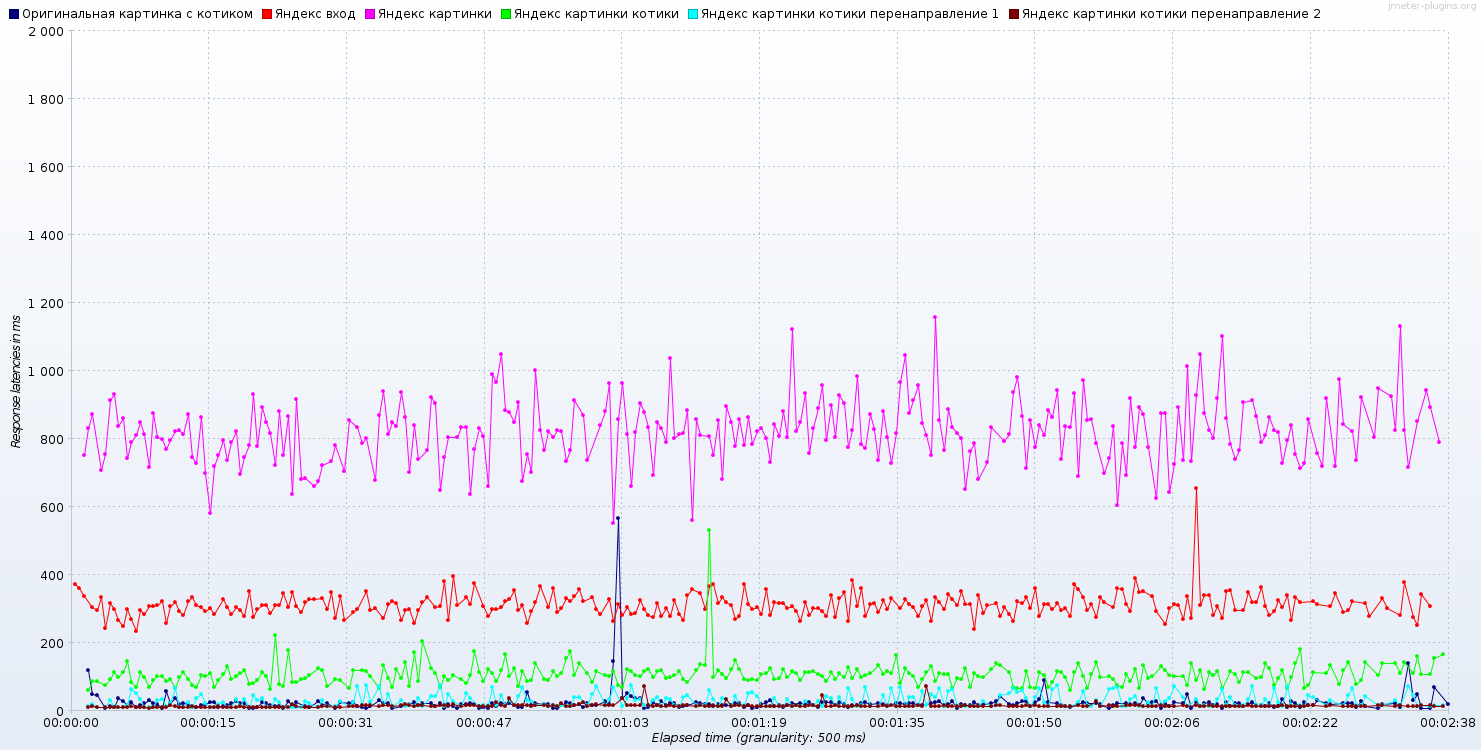 Оригинальная картинка с котиком Яндекс вход Яндекс картинки Яндекс картинки котики Яндекс картинки котики перенаправление 1 Яндекс картинки котики перенаправление 2
jmeter-plugins.org
2 000
1 800
1 600
1 400
1 200
1 000
800
600
400
200
0
Response latencies in ms
00:00:00 00:00:15 00:00:31 00:00:47 00:01:03 00:01:19 00:01:35 00:01:50 00:02:06 00:02:22 00:02:38
Elapsed time (granularity: 500 ms)